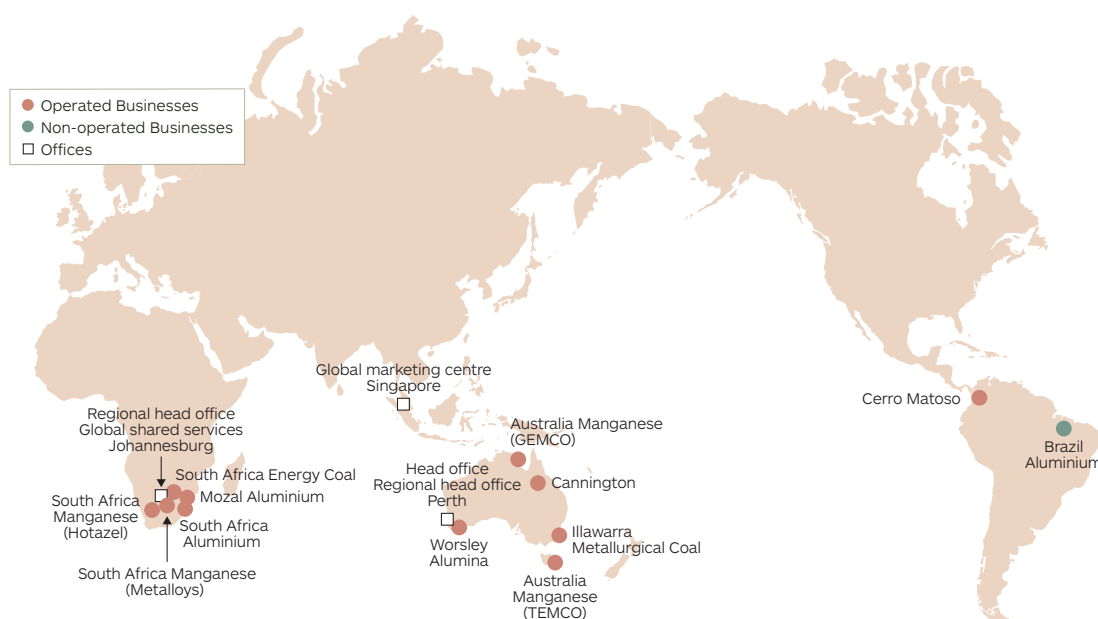 Operated Businesses
Non-operated Businesses
Offices
Global marketing centre
Singapore
Regional head office
Global shared services
Johannesburg
South Africa Energy Coal
Mozal Aluminium
South Africa
Manganese
(Hotazel)
South Africa
Aluminium
South Africa Manganese
(Metalloys)
Australia Manganese
(GEMCO)
Head office
Regional head office
Perth
Cannington
Worsley
Alumina
Illawarra
Metallurgical Coal
Australia
Manganese
(TEMCO)
Cerro Matoso
Brazil
Aluminium